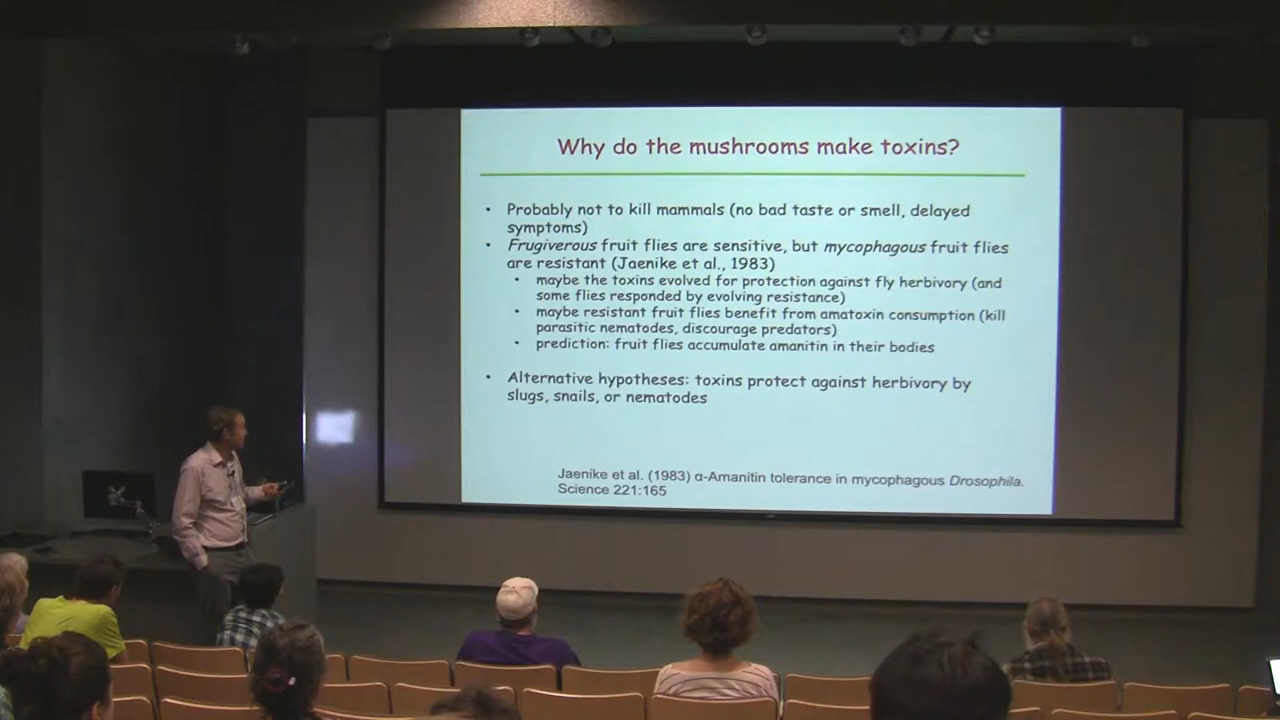 Why do the mushrooms make toxins?
• Probably not to kill mammals (no bad taste or smell, delayed
symptoms)
• Frugiverous fruit flies are sensitive, but mycophagous fruit flies
are resistant (Jaenike et al., 1983)
• maybe the toxins evolved for protection against fly herbivory (and
some flies responded by evolving resistance)
• maybe resistant fruit flies benefit from amatoxin consumption (kill
parasitic nematodes, discourage predators)
• prediction: fruit flies accumulate amanitin in their bodies
• Alternative hypotheses: toxins protect against herbivory by
slugs, snails, or nematodes
Jaenike et al. (1983) α-Amanitin tolerance in mycophagous Drosophila.
Science 221:165